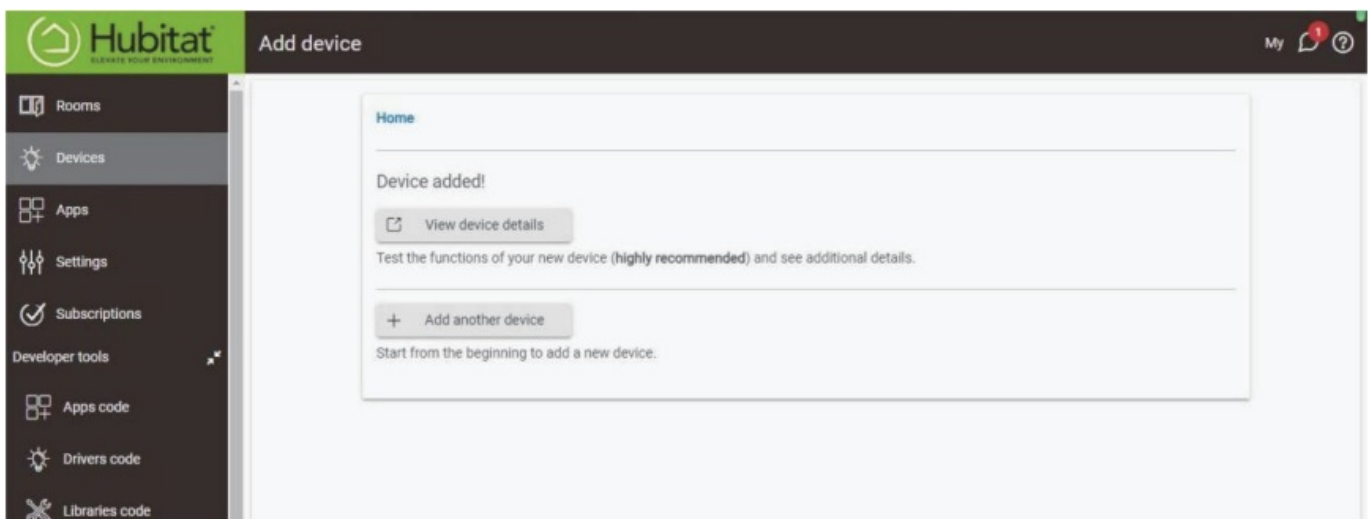 Hubitat
ELEVATE YOUR ENVIRONMENT
Add device
My
1
?
Rooms
Devices
Apps
Settings
Subscriptions
Developer tools
Apps code
Drivers code
Libraries code
Home
Device added!
View device details
Test the functions of your new device (highly recommended) and see additional details.
+ Add another device
Start from the beginning to add a new device.